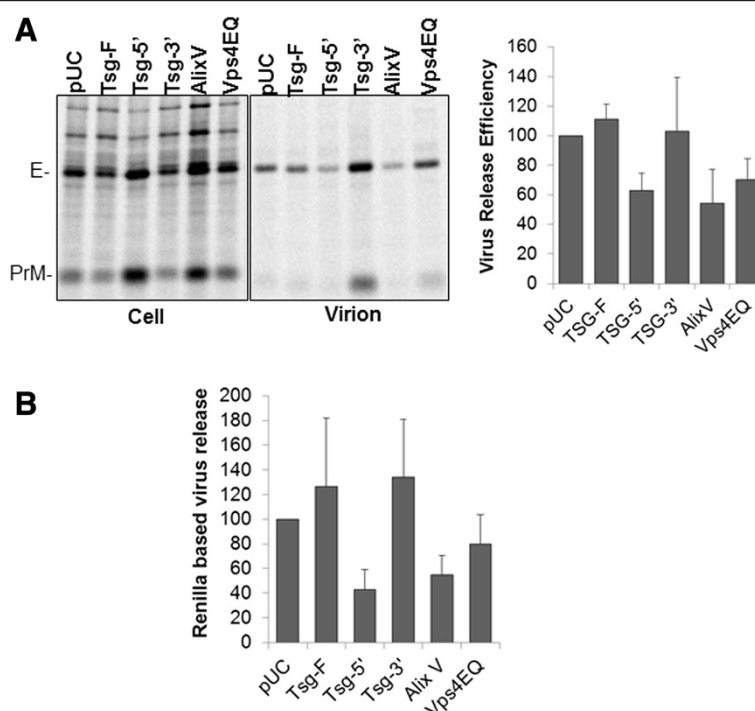 A
pUC
Tsg-F
Tsg-5'
Tsg-3'
AlixV
Vps4EQ
pUC
Tsg-F
Tsg-5'
Tsg-3'
AlixV
Vps4EQ
E-
PrM-
Cell
Virion
Virus Release Efficiency
160
140
120
100
80
60
40
20
0
pUC
TSG-F
TSG-5'
TSG-3'
AlixV
Vps4EQ
B
Renilla based virus release
200
180
160
140
120
100
80
60
40
20
0
pUC
Tsg-F
Tsg-5'
Tsg-3'
Alix V
Vps4EQ